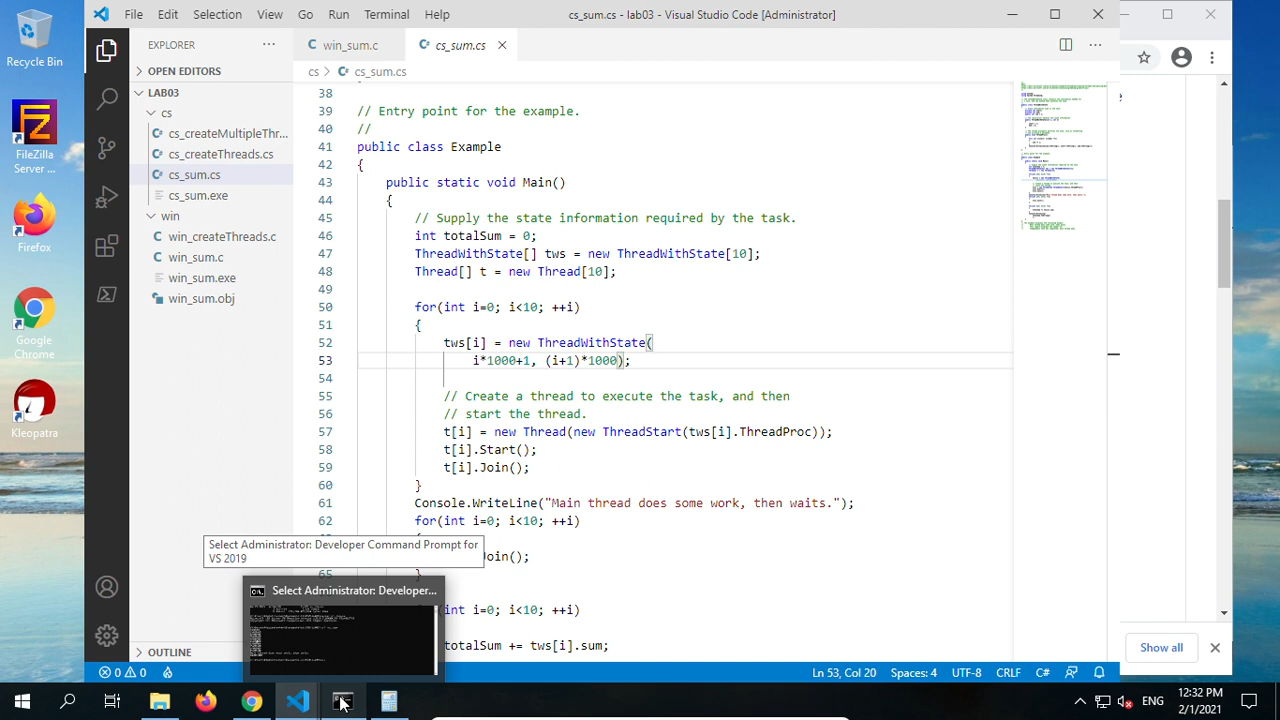 Recycle Bin
FileZilla
Server ...
Firefox
Google
Chrome
Kleopatra
File Edit Selection View Go Run Terminal Help
cs_sum.cs - lab03 - Visual Studio Code [Administrator]
EXPLORER
OPEN EDITORS
LAB03
cs
cs_createMultipleThr...
cs_createThreads.cs
cs_sum.exe
win
win_createThreads.c
win_sum.c
win_sum.exe
win_sum.obj
OUTLINE
win_sum.c
cs_sum.cs
cs > cs_sum.cs
38
39 Entry point for the example.
40
41 public class Example
42 {
43 public static void Main()
44 {
45 // Supply the state information required by the task.
46 int totalSum = 0;
47 ThreadWithState[] tws = new ThreadWithState[10];
48 Thread[] t = new Thread[10];
49
50 for(int i=0; i<10; ++i)
51 {
52 tws[i] = new ThreadWithState(
53 i*1000+1, (i+1)*1000);
54
55 // Create a thread to execute the task, and then
56 // start the thread.
57 t[i] = new Thread(new ThreadStart(tws[i].ThreadProc));
58 t[i].Start();
59 t[i].Join();
60 }
61 Console.WriteLine("Main thread does some work, then waits.");
62 for(int i=0; i<10; ++i)
Join();
65 }
int i=0; i<10; ++i)
totalSum += tws[i].sum;
Select Administrator: Developer Command Prompt for
VS 2019
Select Administrator: Developer...
0 0
Ln 53, Col 20 Spaces: 4 UTF-8 CRLF C#
Show all
ENG
12:32 PM
2/1/2021